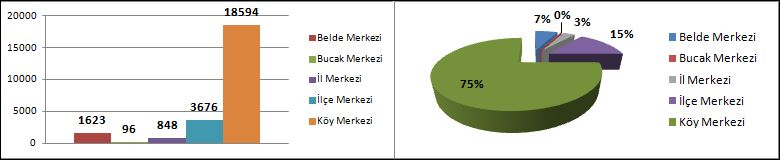 20000
15000
10000
5000
0
1623
96
848
3676
18594
Belde Merkezi
Bucak Merkezi
İl Merkezi
İlçe Merkezi
Köy Merkezi
7%
0%
3%
15%
75%
Belde Merkezi
Bucak Merkezi
İl Merkezi
İlçe Merkezi
Köy Merkezi